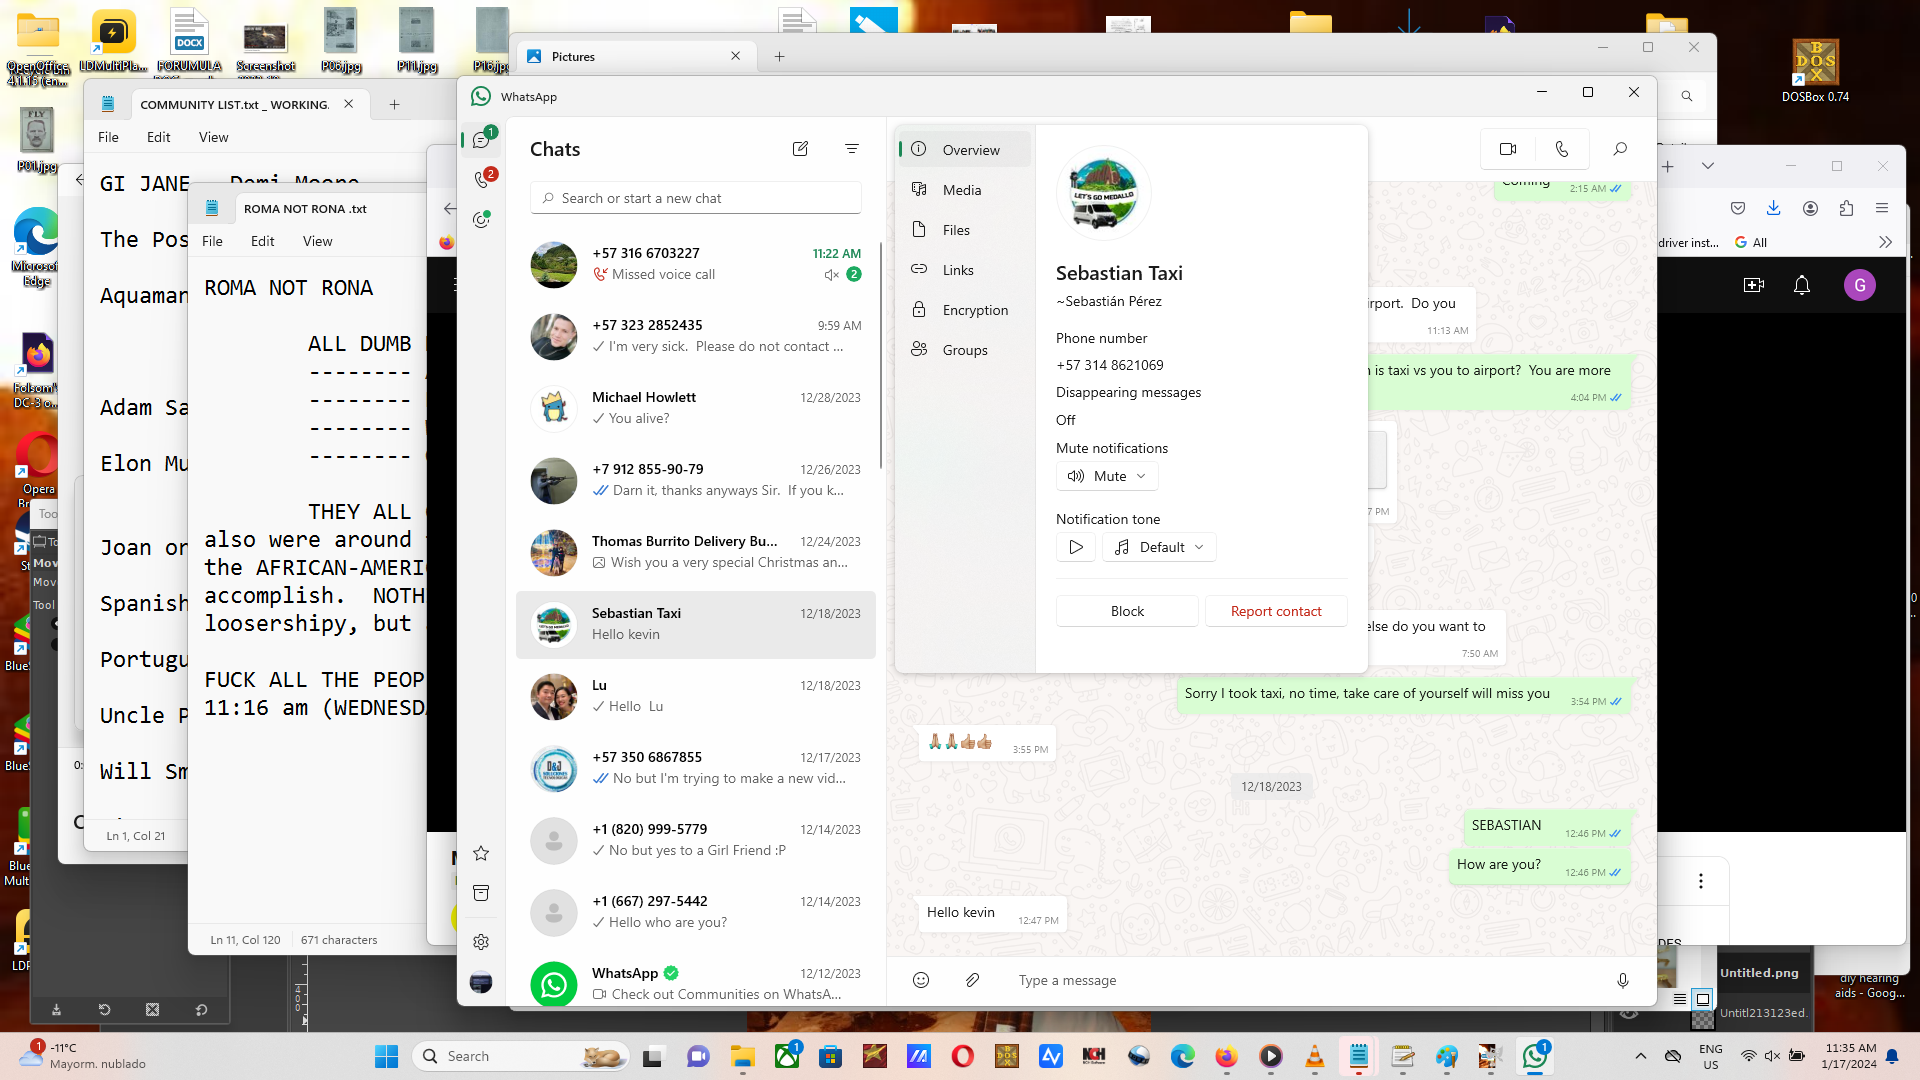 OpenOffice 4.1.15 (en...
LDMultiPla...
FORUMULA
Screenshot
P06.jpg
P11.jpg
P16.jpg
P01.jpg
Microsoft Edge
Opera
DOSBox 0.74
Pictures
COMMUNITY LIST.txt _ WORKING.
File Edit View
GI JANE
Demi Moore
The Pos
Aquaman
Adam Sa
Elon Mu
Joan or
Spanish
Portugu
Uncle P
Will Sm
Ln 1, Col 21
ROMA NOT RONA .txt
File Edit View
ROMA NOT RONA
ALL DUMB
THEY ALL
also were around
the AFRICAN-AMERI
accomplish. NOTH
loosershipy, but
FUCK ALL THE PEOP
11:16 am (WEDNESDA
Ln 11, Col 120
671 characters
WhatsApp
1
2
Chats
Search or start a new chat
+57 316 6703227
11:22 AM
Missed voice call
2
+57 323 2852435
9:59 AM
I'm very sick. Please do not contact ...
Michael Howlett
12/28/2023
You alive?
+7 912 855-90-79
12/26/2023
Darn it, thanks anyways Sir. If you k...
Thomas Burrito Delivery Bu...
12/24/2023
Wish you a very special Christmas an...
Sebastian Taxi
12/18/2023
Hello kevin
Lu
12/18/2023
Hello Lu
+57 350 6867855
12/17/2023
No but I'm trying to make a new vid...
+1 (820) 999-5779
12/14/2023
No but yes to a Girl Friend :P
+1 (667) 297-5442
12/14/2023
Hello who are you?
WhatsApp
12/12/2023
Check out Communities on WhatsA...
Overview
Media
Files
Links
Encryption
Groups
LET'S GO MEDALLO
Sebastian Taxi
~Sebastián Pérez
Phone number
+57 314 8621069
Disappearing messages
Off
Mute notifications
Mute
Notification tone
Default
Block
Report contact
Coming
2:15 AM
irport. Do you
11:13 AM
is taxi vs you to airport? You are more
4:04 PM
7 PM
else do you want to
7:50 AM
Sorry I took taxi, no time, take care of yourself will miss you
3:54 PM
3:55 PM
12/18/2023
SEBASTIAN
12:46 PM
How are you?
12:46 PM
Hello kevin
12:47 PM
Type a message
driver inst...
All
G
Untitled.png
Untitl213123ed.
diy hearing aids - Goog...
-11°C
Mayorm. nublado
Search
ENG
US
11:35 AM
1/17/2024